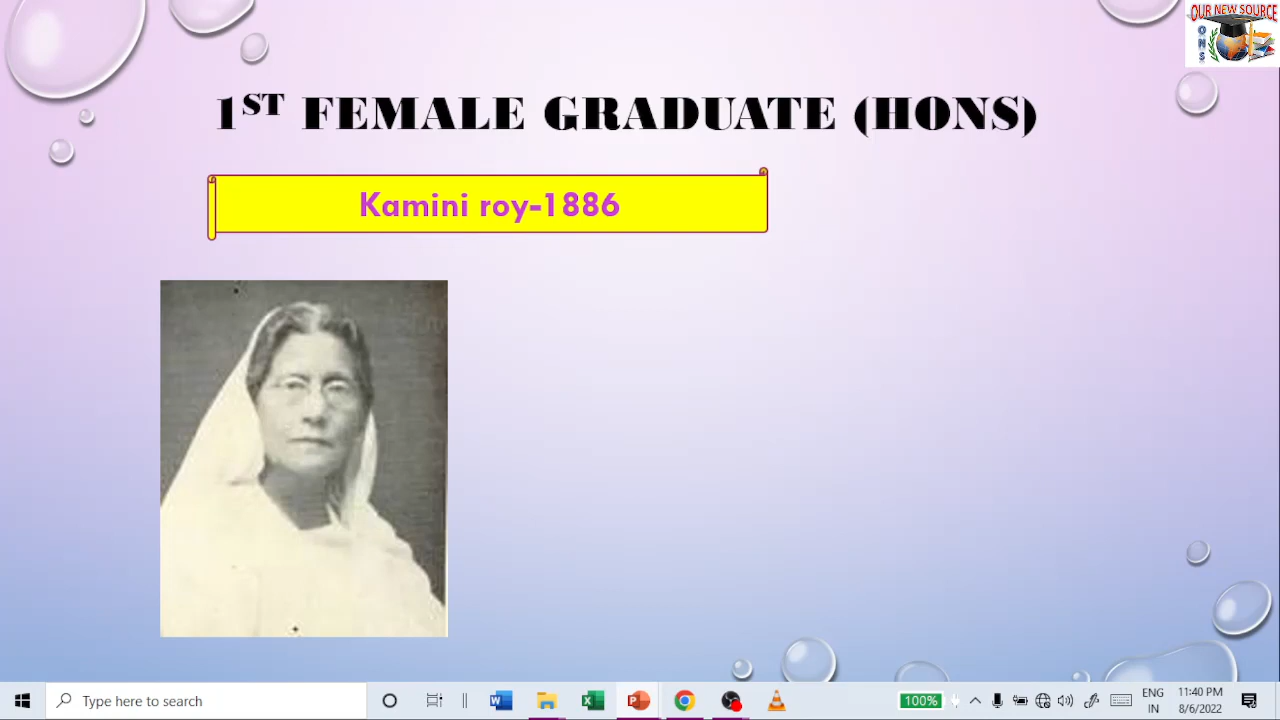 OUR NEW SOURCE
ONS
1ST FEMALE GRADUATE (HONS)
Kamini roy-1886
Type here to search
100%
ENG
IN
11:40 PM
8/6/2022